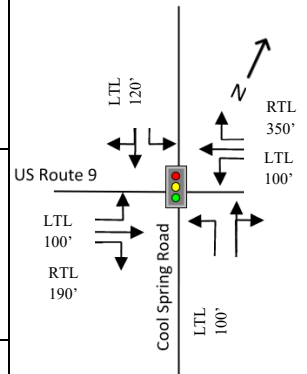 N
LTL
120’
RTL
350’
LTL
100’
US Route 9
LTL
100’
RTL
190’
Cool Spring Road
LTL
100’